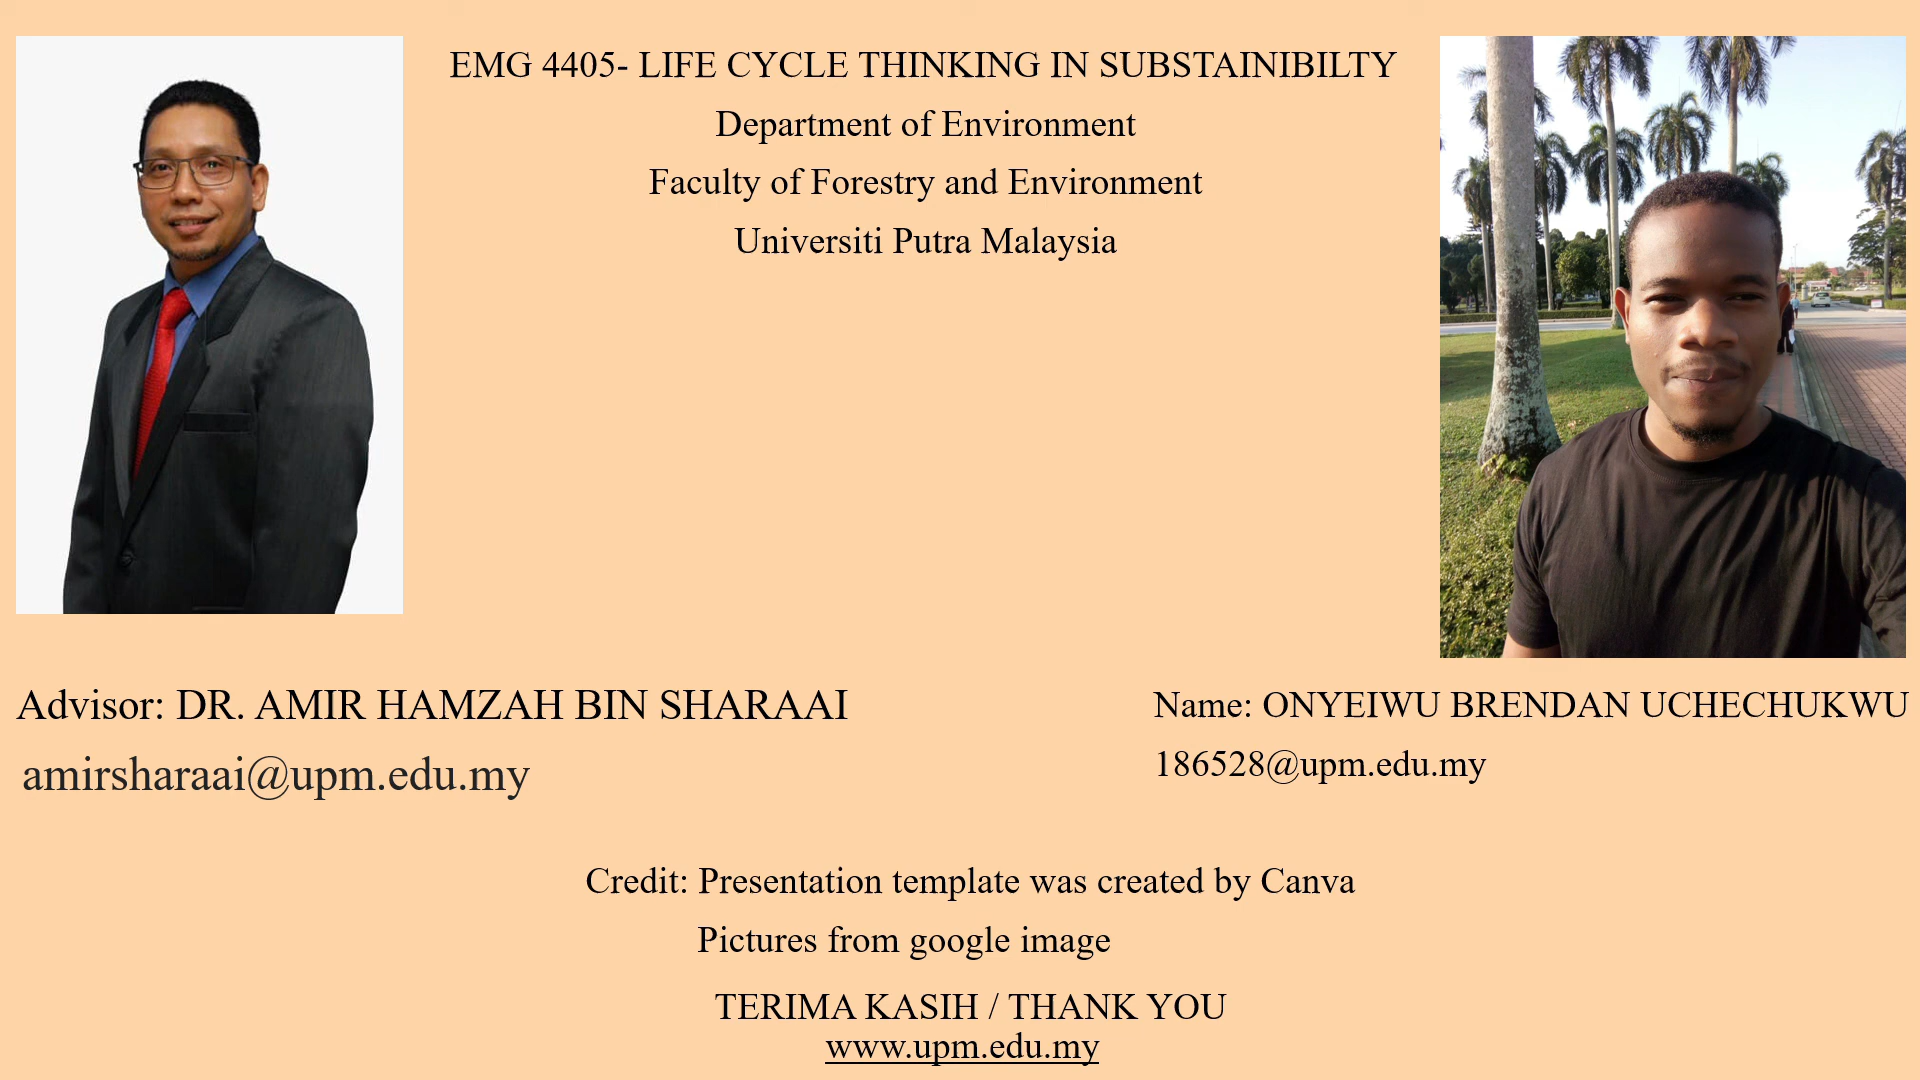 EMG 4405- LIFE CYCLE THINKING IN SUBSTAINIBILTY
Department of Environment
Faculty of Forestry and Environment
Universiti Putra Malaysia
Advisor: DR. AMIR HAMZAH BIN SHARAAI
amirsharaai@upm.edu.my
Name: ONYEIWU BRENDAN UCHECHUKWU
186528@upm.edu.my
Credit: Presentation template was created by Canva
Pictures from google image
TERIMA KASIH / THANK YOU
www.upm.edu.my